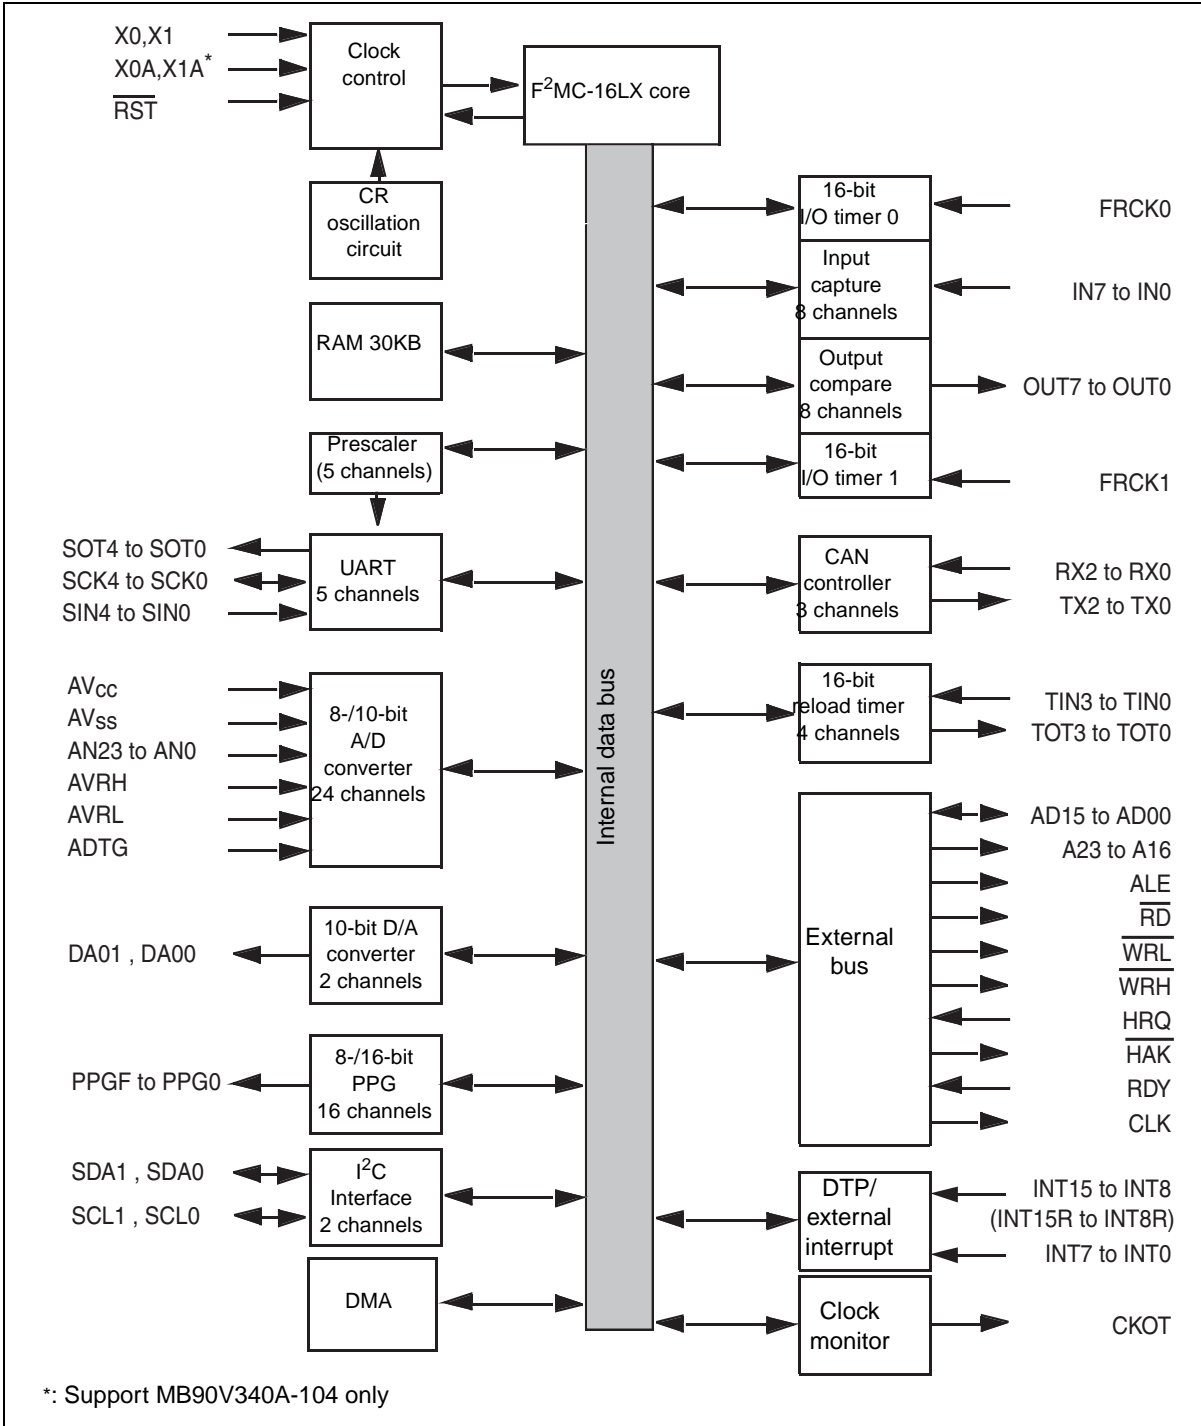 X0,X1
X0A,X1A*
RST
Clock
control
F²MC-16LX core
CR
oscillation
circuit
RAM 30KB
Prescaler
(5 channels)
SOT4 to SOT0
SCK4 to SCK0
SIN4 to SIN0
UART
5 channels
AVcc
AVss
AN23 to AN0
AVRH
AVRL
ADTG
8-/10-bit
A/D
converter
24 channels
DA01 , DA00
10-bit D/A
converter
2 channels
PPGF to PPG0
8-/16-bit
PPG
16 channels
SDA1 , SDA0
SCL1 , SCL0
I²C
Interface
2 channels
DMA
Internal data bus
16-bit
I/O timer 0
FRCK0
Input
capture
8 channels
IN7 to IN0
Output
compare
8 channels
OUT7 to OUT0
16-bit
I/O timer 1
FRCK1
CAN
controller
3 channels
RX2 to RX0
TX2 to TX0
16-bit
reload timer
4 channels
TIN3 to TIN0
TOT3 to TOT0
External
bus
AD15 to AD00
A23 to A16
ALE
RD
WRL
WRH
HRQ
HAK
RDY
CLK
DTP/
external
interrupt
INT15 to INT8
(INT15R to INT8R)
INT7 to INT0
Clock
monitor
CKOT
*: Support MB90V340A-104 only